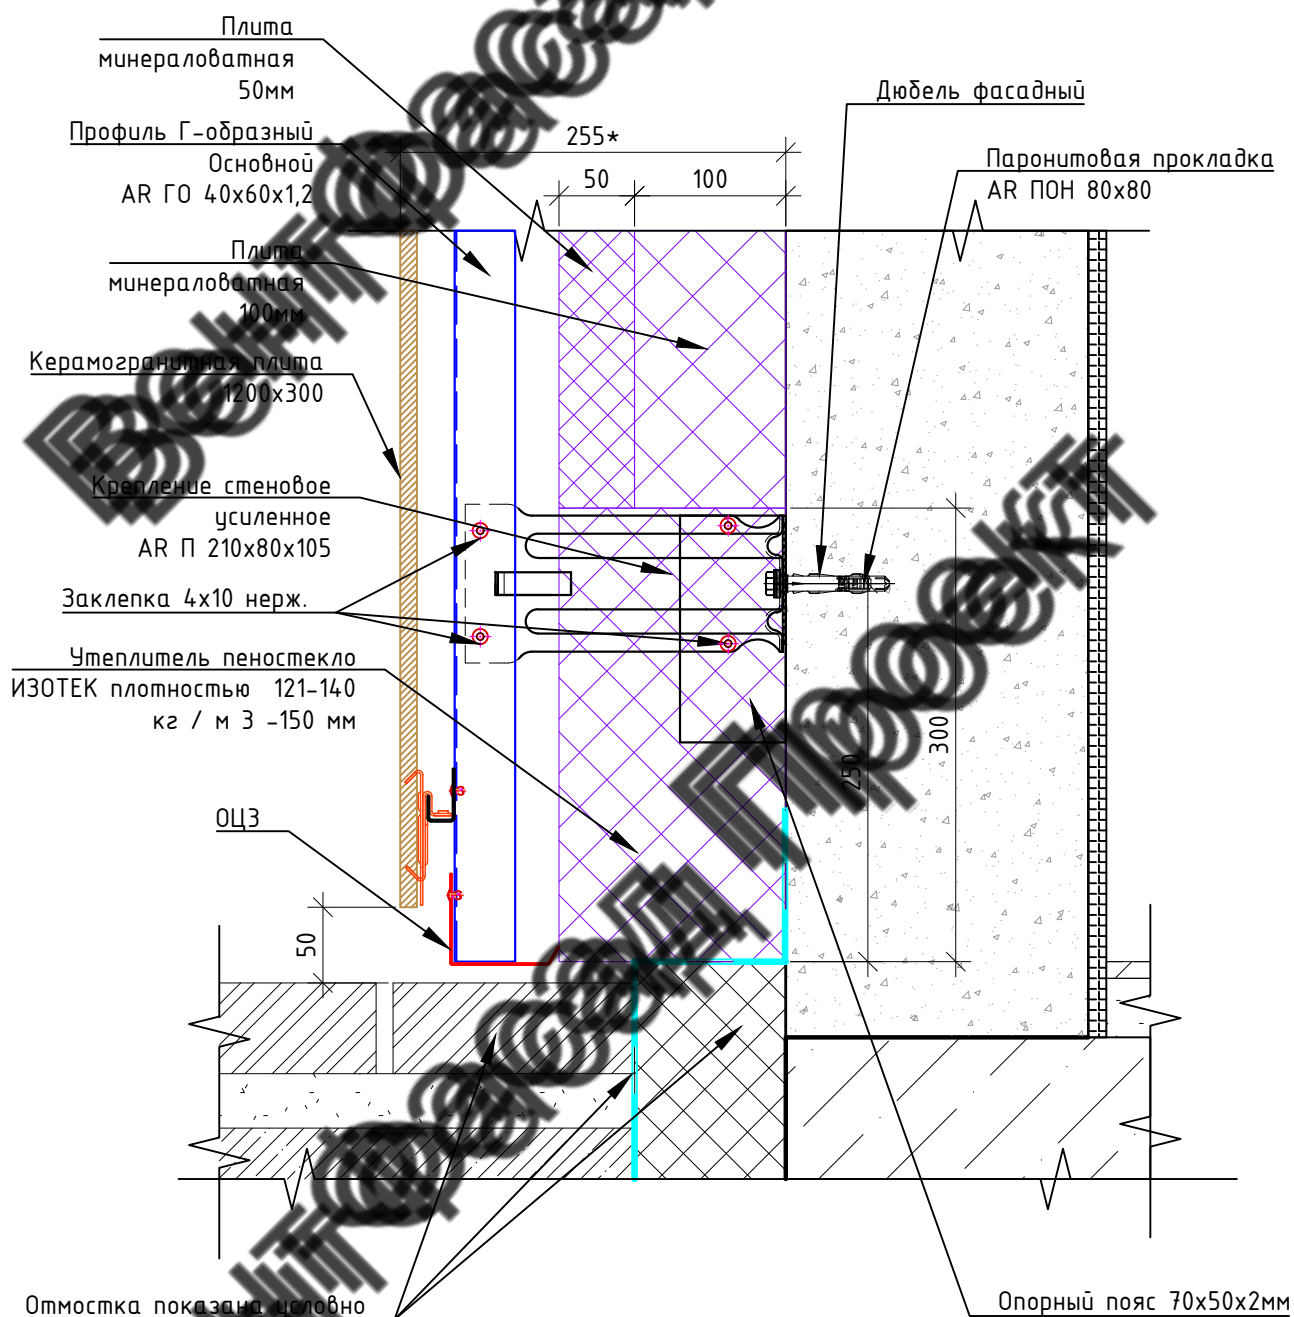 Плита
минераловатная
50мм
Профиль Г-образный
Основной
AR ГО 40х60х1,2
Плита
минераловатная
100мм
Керамогранитная плита
1200х300
Крепление стеновое
усиленное
AR П 210х80х105
Заклепка 4х10 нерж.
Утеплитель пеностекло
ИЗОТЕК плотностью 121-140
кг / м 3 -150 мм
ОЦЗ
50
255*
50
100
Дюбель фасадный
Паронитовая прокладка
AR ПОН 80х80
300
250
Отмостка показана условно
Опорный пояс 70х50х2мм
ВентФасад Проект